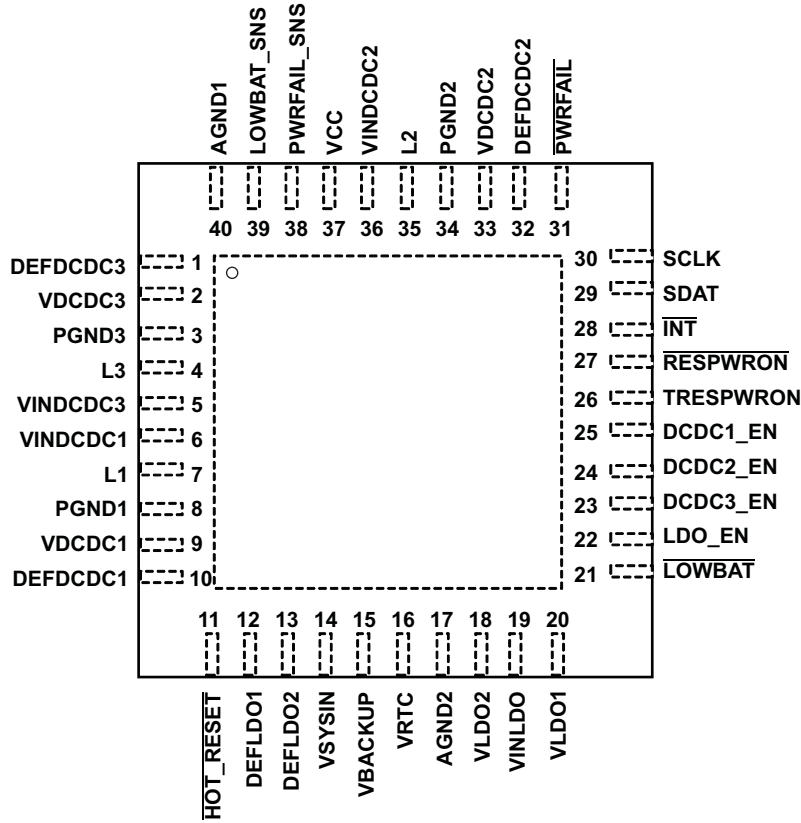 AGND1
LOWBAT_SNS
PWRFAIL_SNS
VCC
VINDCDC2
L2
PGND2
VDCDC2
DEFDCDC2
PWRFAIL
40 39 38 37 36 35 34 33 32 31
DEFDCDC3 1
VDCDC3 2
PGND3 3
L3 4
VINDCDC3 5
VINDCDC1 6
L1 7
PGND1 8
VDCDC1 9
DEFDCDC1 10
30 SCLK
29 SDAT
28 INT
27 RESPWRON
26 TRESPWRON
25 DCDC1_EN
24 DCDC2_EN
23 DCDC3_EN
22 LDO_EN
21 LOWBAT
11 12 13 14 15 16 17 18 19 20
HOT_RESET
DEFLDO1
DEFLDO2
VSYSIN
VBACKUP
VRTC
AGND2
VLDO2
VINLDO
VLDO1